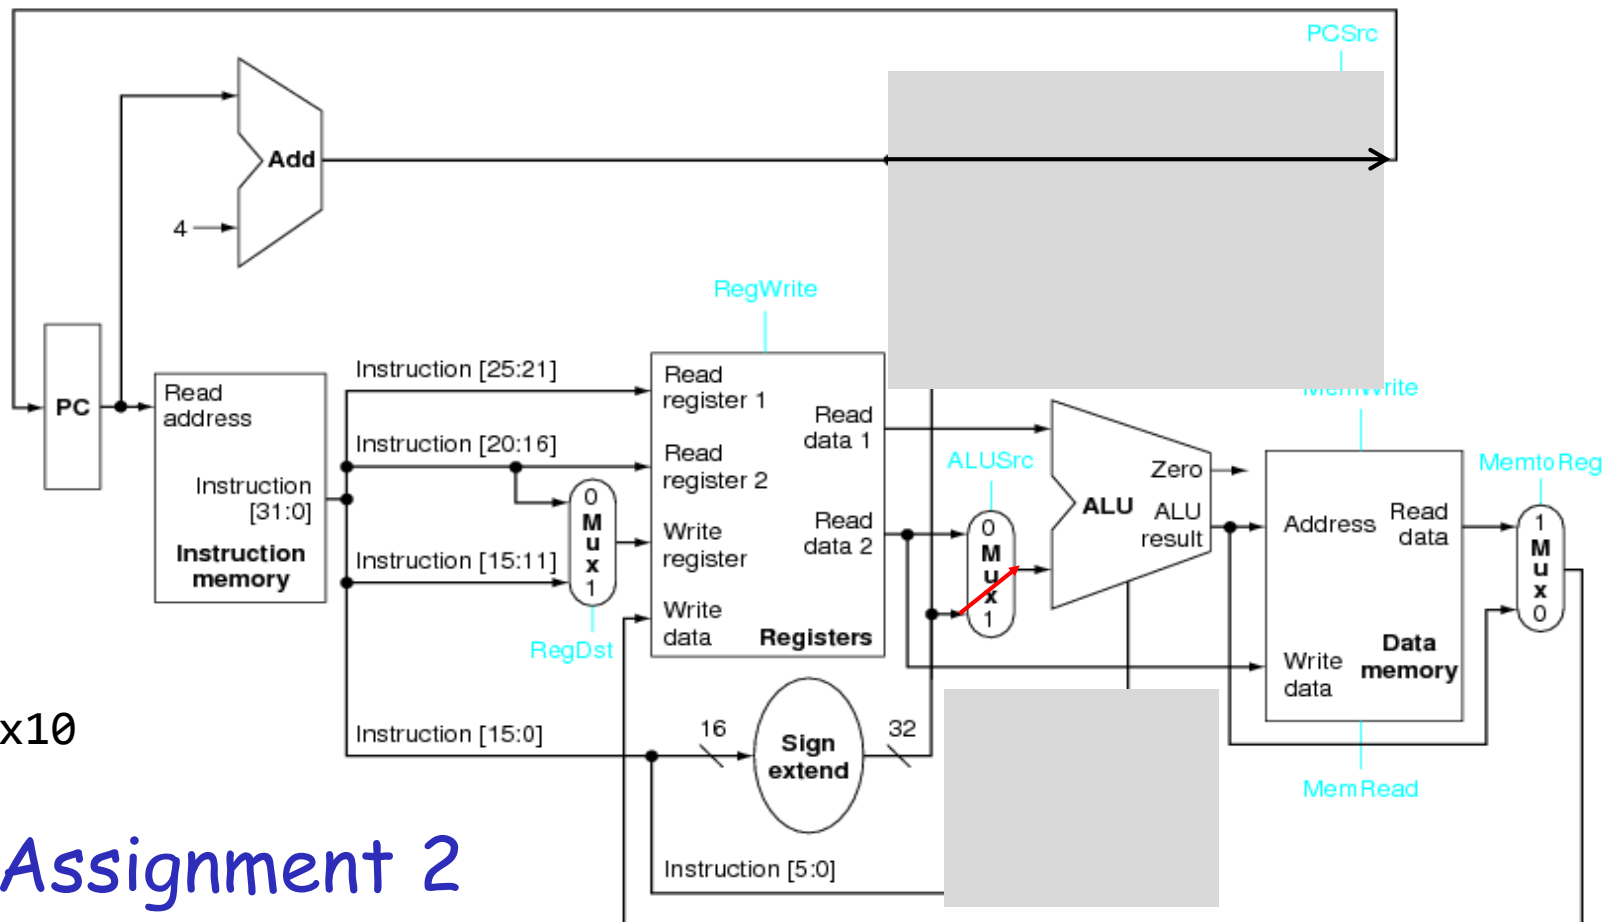 PCSrc
Add
4
RegWrite
PC
Read
address
Instruction
[31:0]
Instruction
memory
Instruction [25:21]
Instruction [20:16]
Instruction [15:11]
Instruction [15:0]
0
M
u
x
1
RegDst
Read
register 1
Read
register 2
Write
register
Write
data
Read
data 1
Read
data 2
Registers
ALUSrc
0
M
u
x
1
Zero
ALU
ALU
result
MemWrite
Address
Read
data
Write
data
Data
memory
MemRead
MemtoReg
1
M
u
x
0
16
Sign
extend
32
Instruction [5:0]
x10
Assignment 2